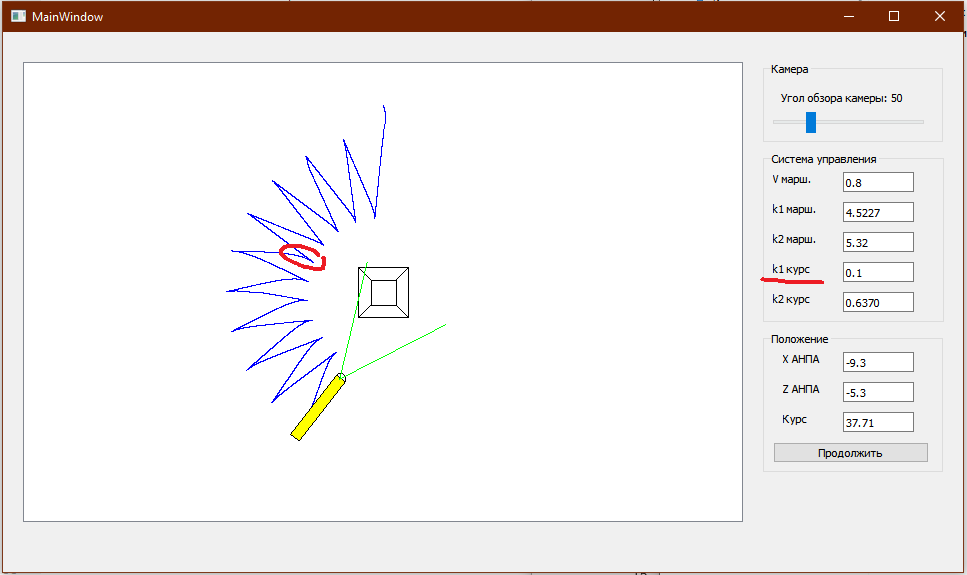 MainWindow
Камера
Угол обзора камеры: 50
Система управления
V марш.
0.8
k1 марш.
4.5227
k2 марш.
5.32
k1 курс
0.1
k2 курс
0.6370
Положение
X АНПА
-9.3
Z АНПА
-5.3
Курс
37.71
Продолжить